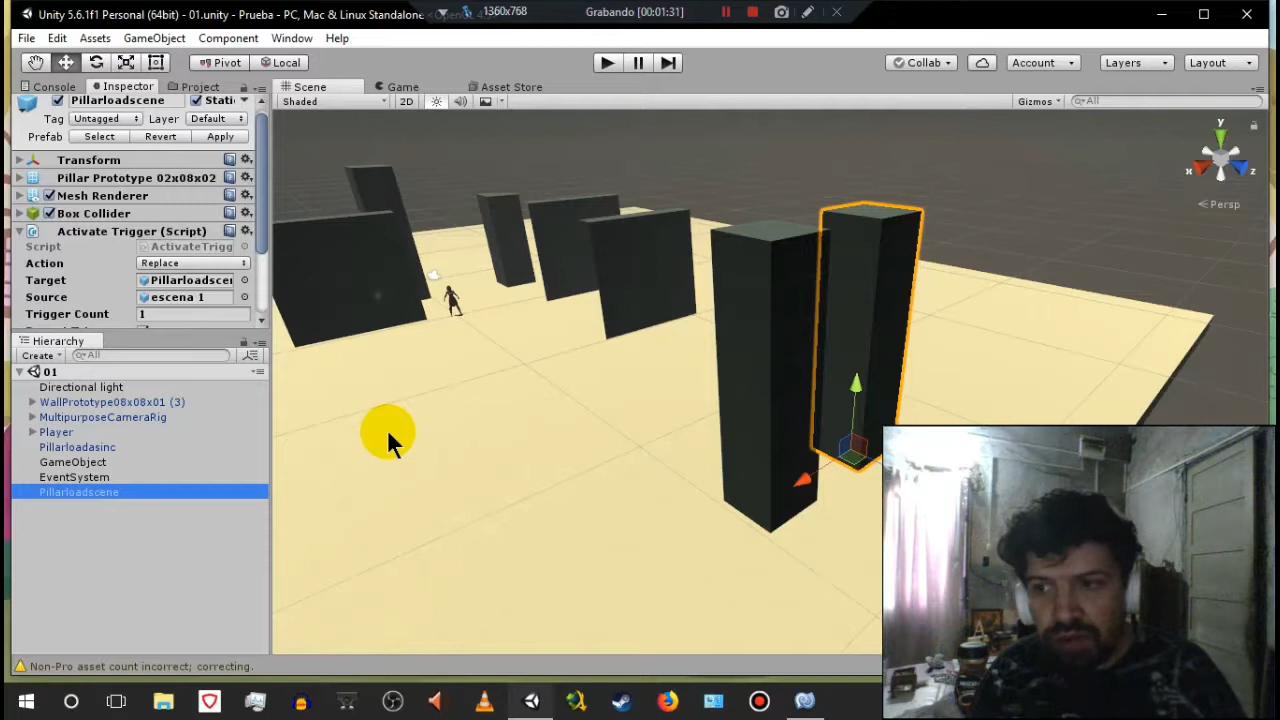 1360x768
Grabando [00:01:31]
Unity 5.6.1f1 Personal (64bit) - 01.unity - Prueba - PC, Mac & Linux Standalone
File Edit Assets GameObject Component Window Help
Pivot Local Collab Account Layers Layout
Console Inspector Project Scene Game Asset Store
Pillarloadscene Stati
Shaded 2D Gizmos All
Tag Untagged Layer Default
Prefab Select Revert Apply
Transform
Pillar Prototype 02x08x02
Mesh Renderer
Box Collider
Activate Trigger (Script)
Script ActivateTrigg
Action Replace
Target Pillarloadscen
Source escena 1
Trigger Count 1
Hierarchy
Create All
01
Directional light
WallPrototype08x08x01 (3)
MultipurposeCameraRig
Player
Pillarloadasinc
GameObject
EventSystem
Pillarloadscene
y
x
z
Persp
Non-Pro asset count incorrect; correcting.